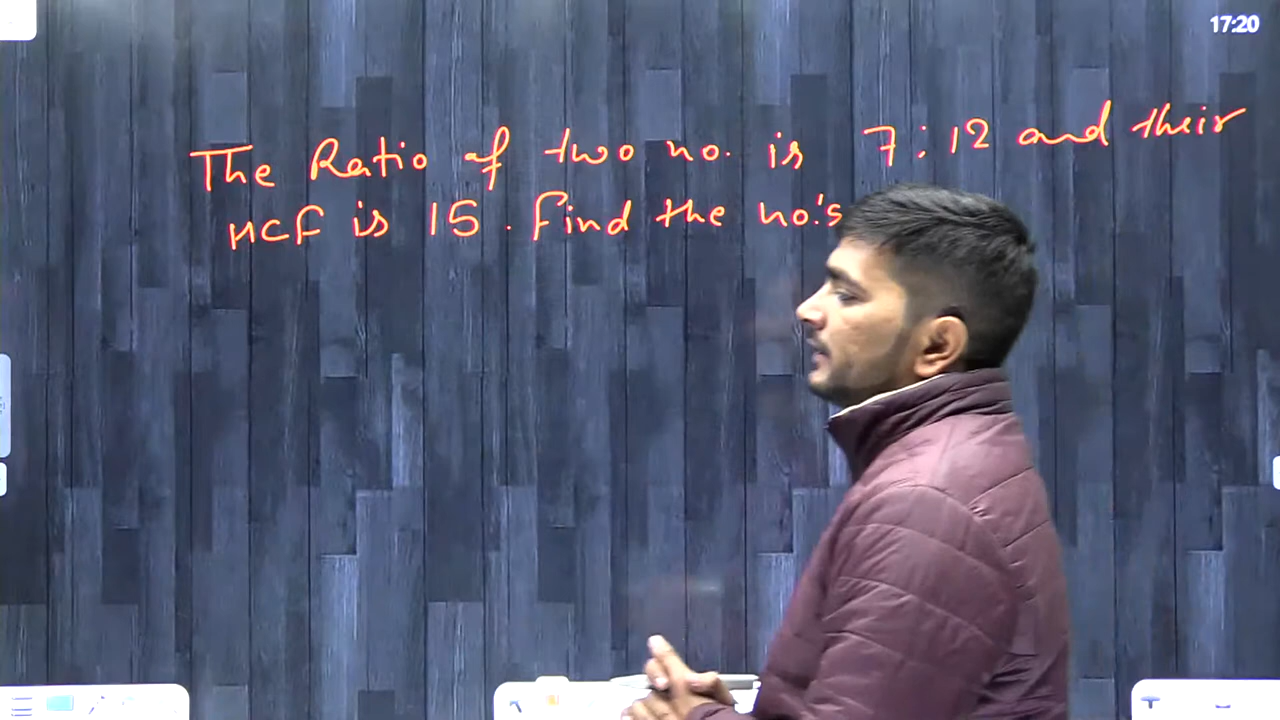 17:20
The Ratio of two no. is 7:12 and their
HCF is 15. Find the no.'s